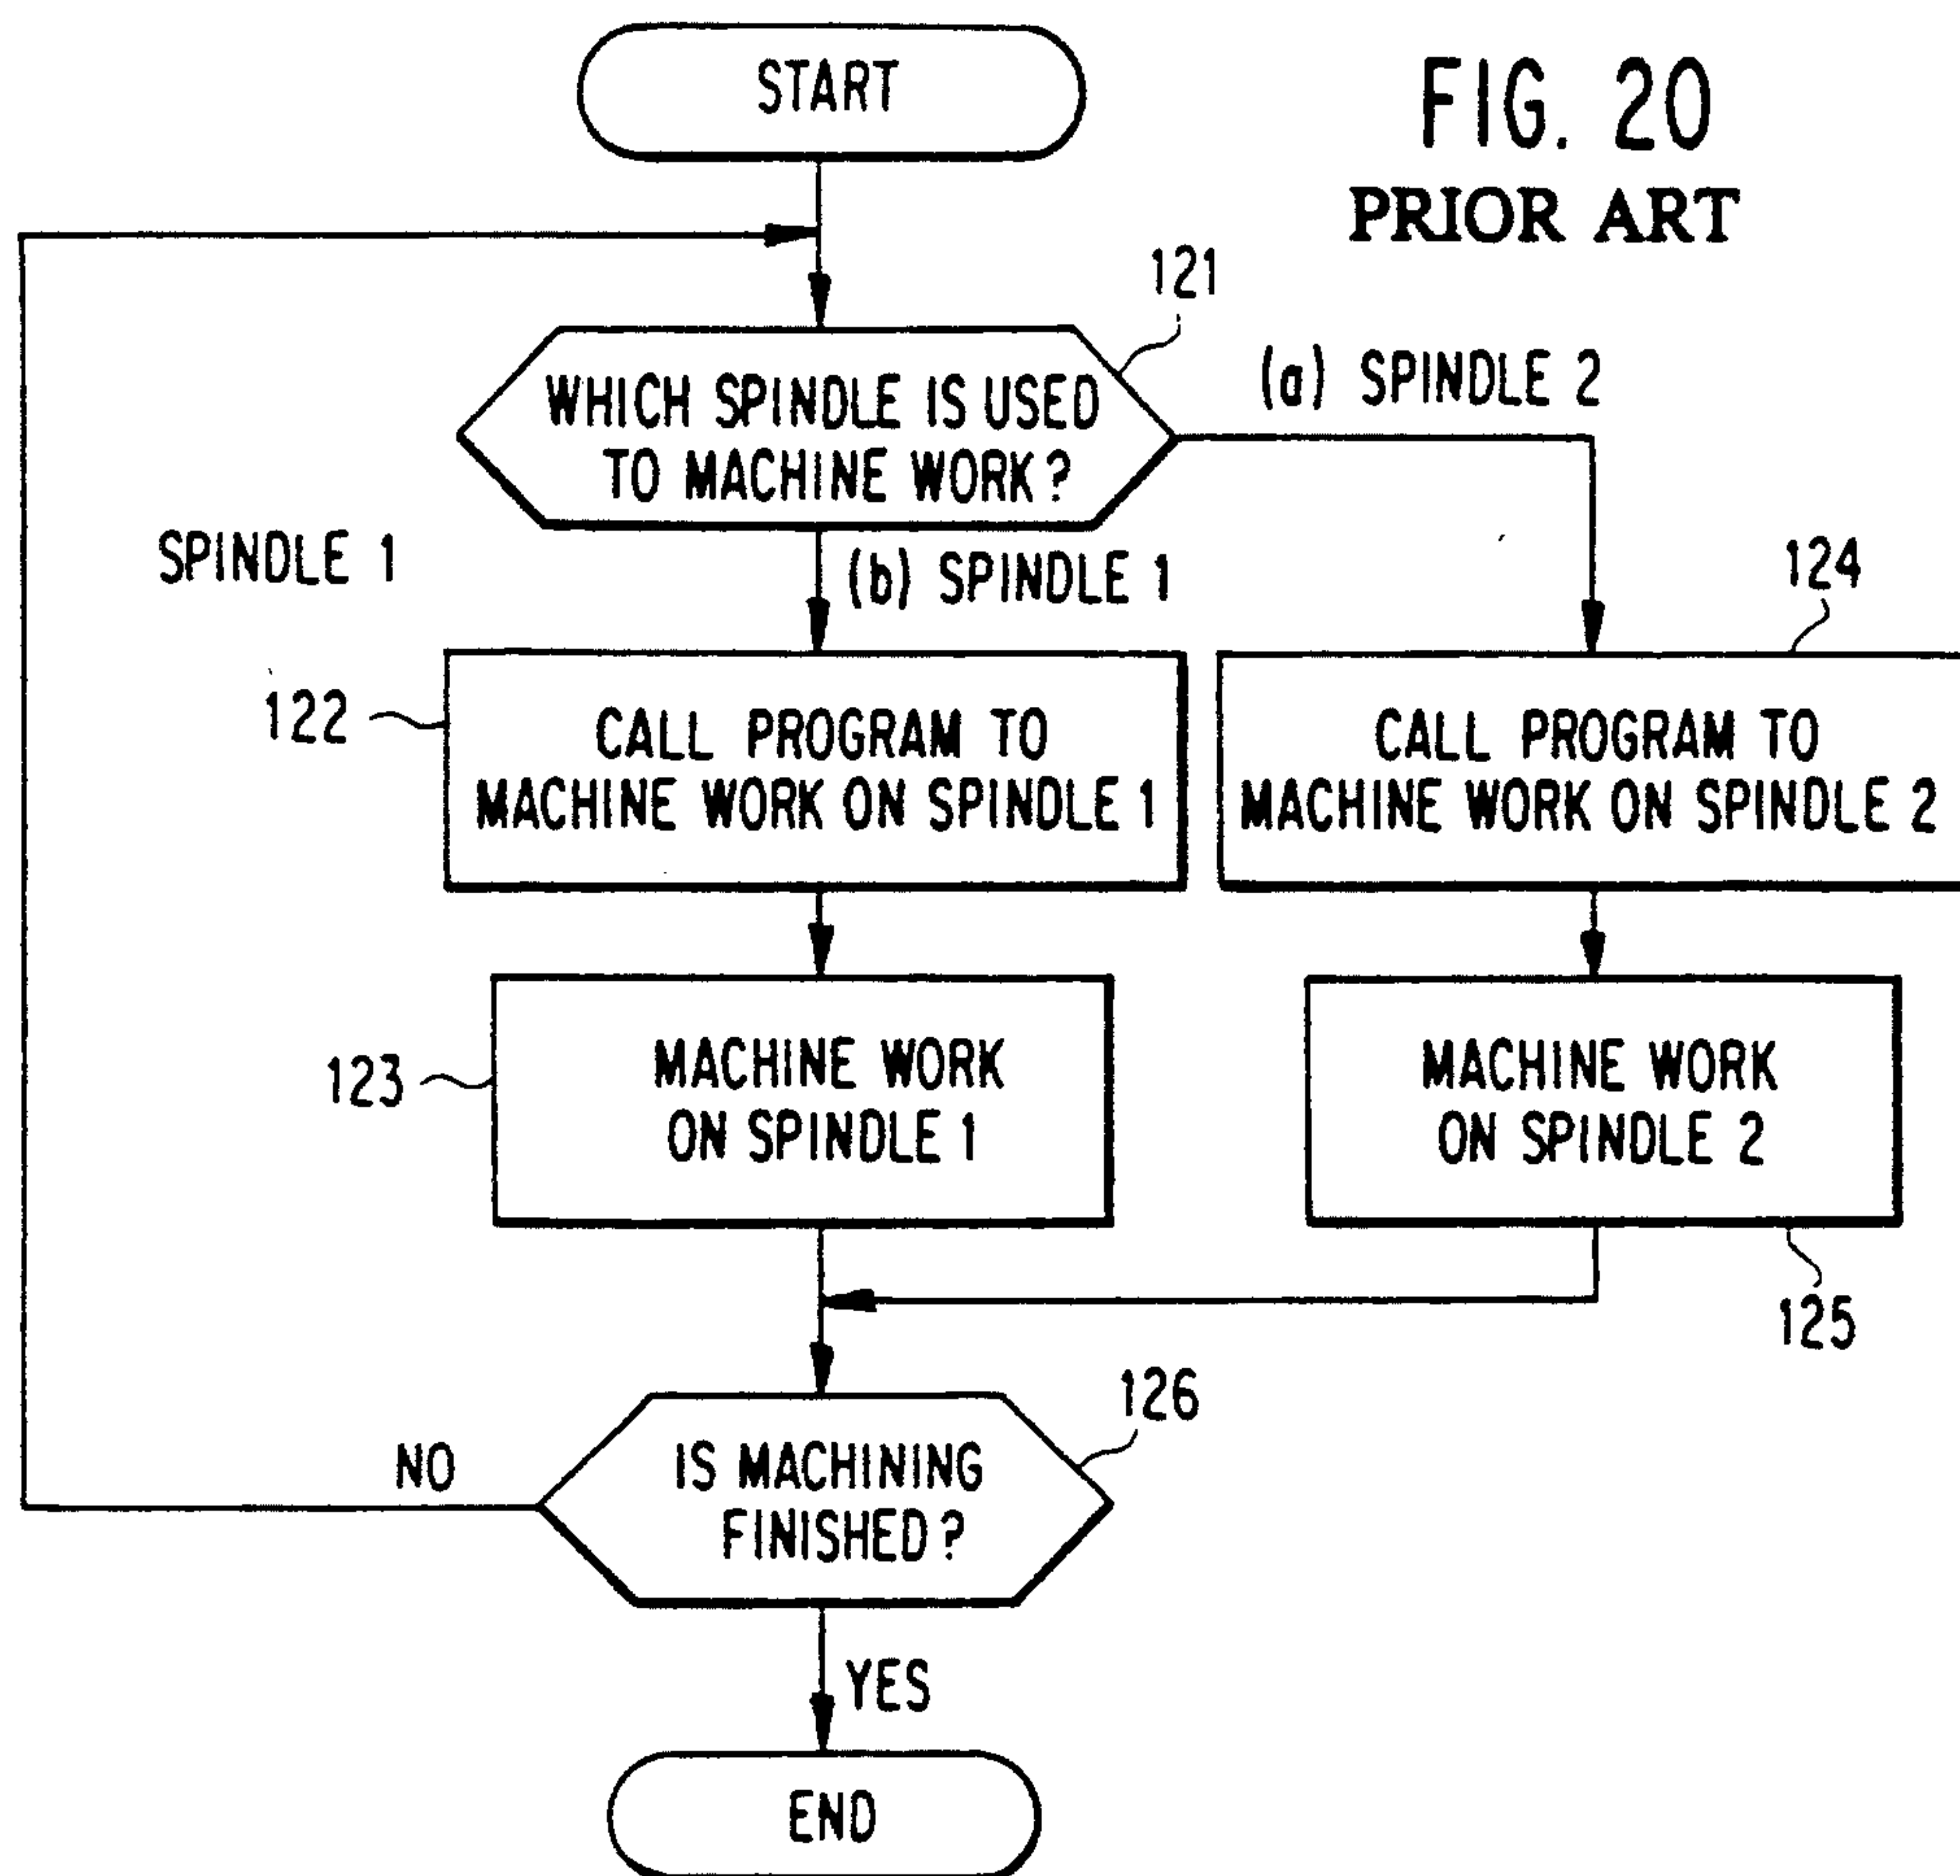 START
FIG. 20
PRIOR ART
121
WHICH SPINDLE IS USED
TO MACHINE WORK?
(a) SPINDLE 2
SPINDLE 1
(b) SPINDLE 1
124
122
CALL PROGRAM TO
MACHINE WORK ON SPINDLE 1
CALL PROGRAM TO
MACHINE WORK ON SPINDLE 2
123
MACHINE WORK
ON SPINDLE 1
MACHINE WORK
ON SPINDLE 2
125
126
NO
IS MACHINING
FINISHED?
YES
END